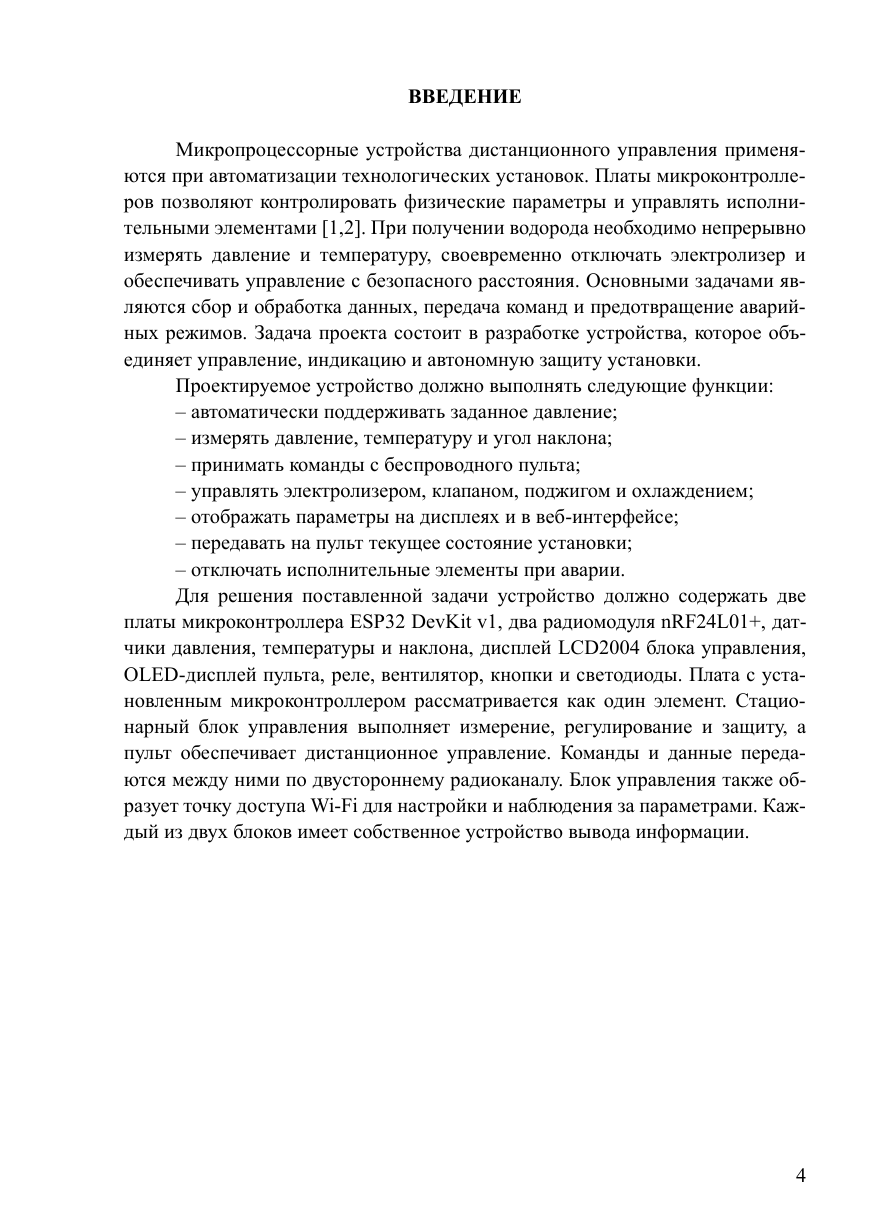 ВВЕДЕНИЕ
Микропроцессорные устройства дистанционного управления применя-
ются при автоматизации технологических установок. Платы микроконтролле-
ров позволяют контролировать физические параметры и управлять исполни-
тельными элементами [1,2]. При получении водорода необходимо непрерывно
измерять давление и температуру, своевременно отключать электролизер и
обеспечивать управление с безопасного расстояния. Основными задачами яв-
ляются сбор и обработка данных, передача команд и предотвращение аварий-
ных режимов. Задача проекта состоит в разработке устройства, которое объ-
единяет управление, индикацию и автономную защиту установки.
Проектируемое устройство должно выполнять следующие функции:
– автоматически поддерживать заданное давление;
– измерять давление, температуру и угол наклона;
– принимать команды с беспроводного пульта;
– управлять электролизером, клапаном, поджигом и охлаждением;
– отображать параметры на дисплеях и в веб-интерфейсе;
– передавать на пульт текущее состояние установки;
– отключать исполнительные элементы при аварии.
Для решения поставленной задачи устройство должно содержать две
платы микроконтроллера ESP32 DevKit v1, два радиомодуля nRF24L01+, дат-
чики давления, температуры и наклона, дисплей LCD2004 блока управления,
OLED-дисплей пульта, реле, вентилятор, кнопки и светодиоды. Плата с уста-
новленным микроконтроллером рассматривается как один элемент. Стацио-
нарный блок управления выполняет измерение, регулирование и защиту, а
пульт обеспечивает дистанционное управление. Команды и данные переда-
ются между ними по двустороннему радиоканалу. Блок управления также об-
разует точку доступа Wi-Fi для настройки и наблюдения за параметрами. Каж-
дый из двух блоков имеет собственное устройство вывода информации.
4